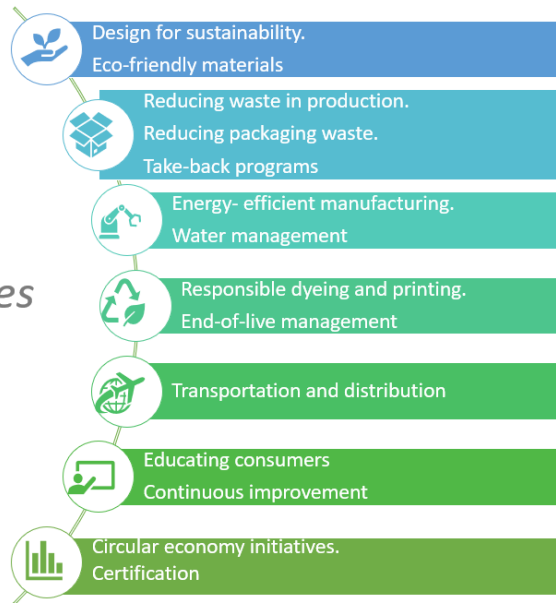 Design for sustainability.
Eco-friendly materials
Reducing waste in production.
Reducing packaging waste.
Take-back programs
Energy- efficient manufacturing.
Water management
es
Responsible dyeing and printing.
End-of-live management
Transportation and distribution
Educating consumers
Continuous improvement
Circular economy initiatives.
Certification